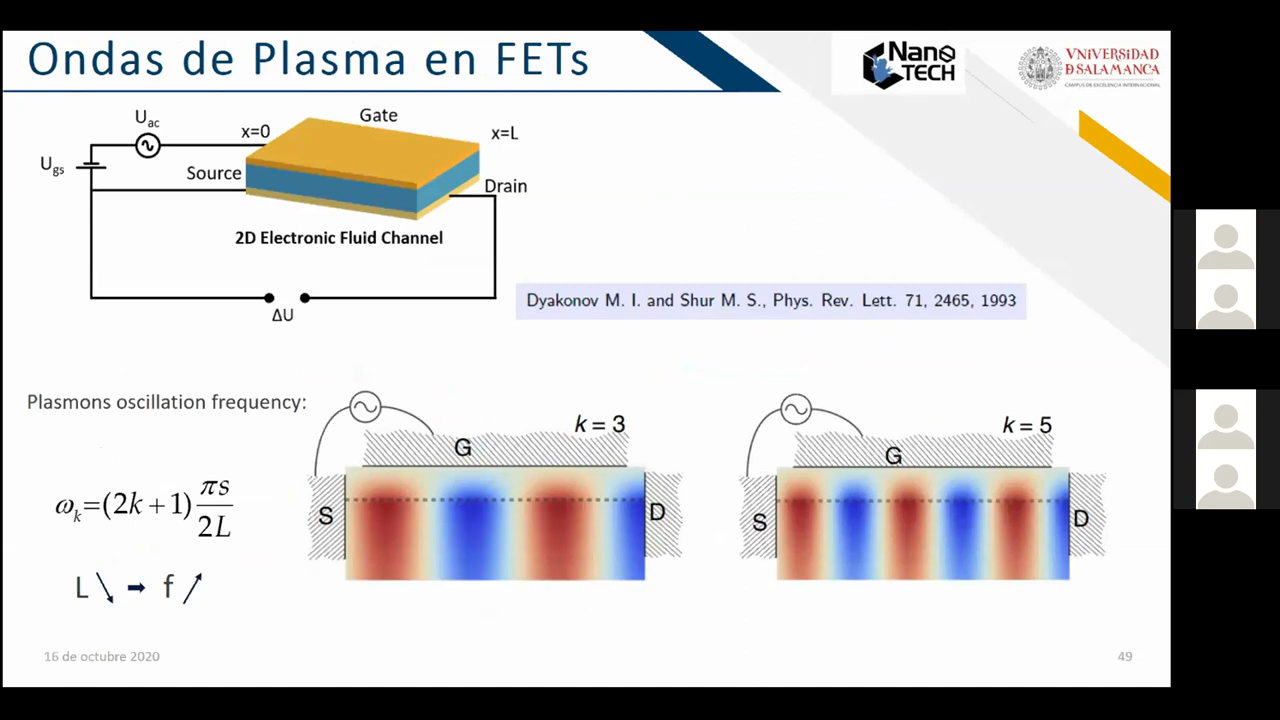 Ondas de Plasma en FETs
Nano
TECH
VNiVERSiDAD
D SALAMANCA
CAMPUS DE EXCELENCIA INTERNACIONAL
Uac
x=0
Gate
x=L
Ugs
Source
Drain
2D Electronic Fluid Channel
ΔU
Dyakonov M. I. and Shur M. S., Phys. Rev. Lett. 71, 2465, 1993
Plasmons oscillation frequency:
ωk=(2k+1) πs/2L
L ↘ ➡ f ↗
k = 3
G
S
D
k = 5
G
S
D
16 de octubre 2020
49